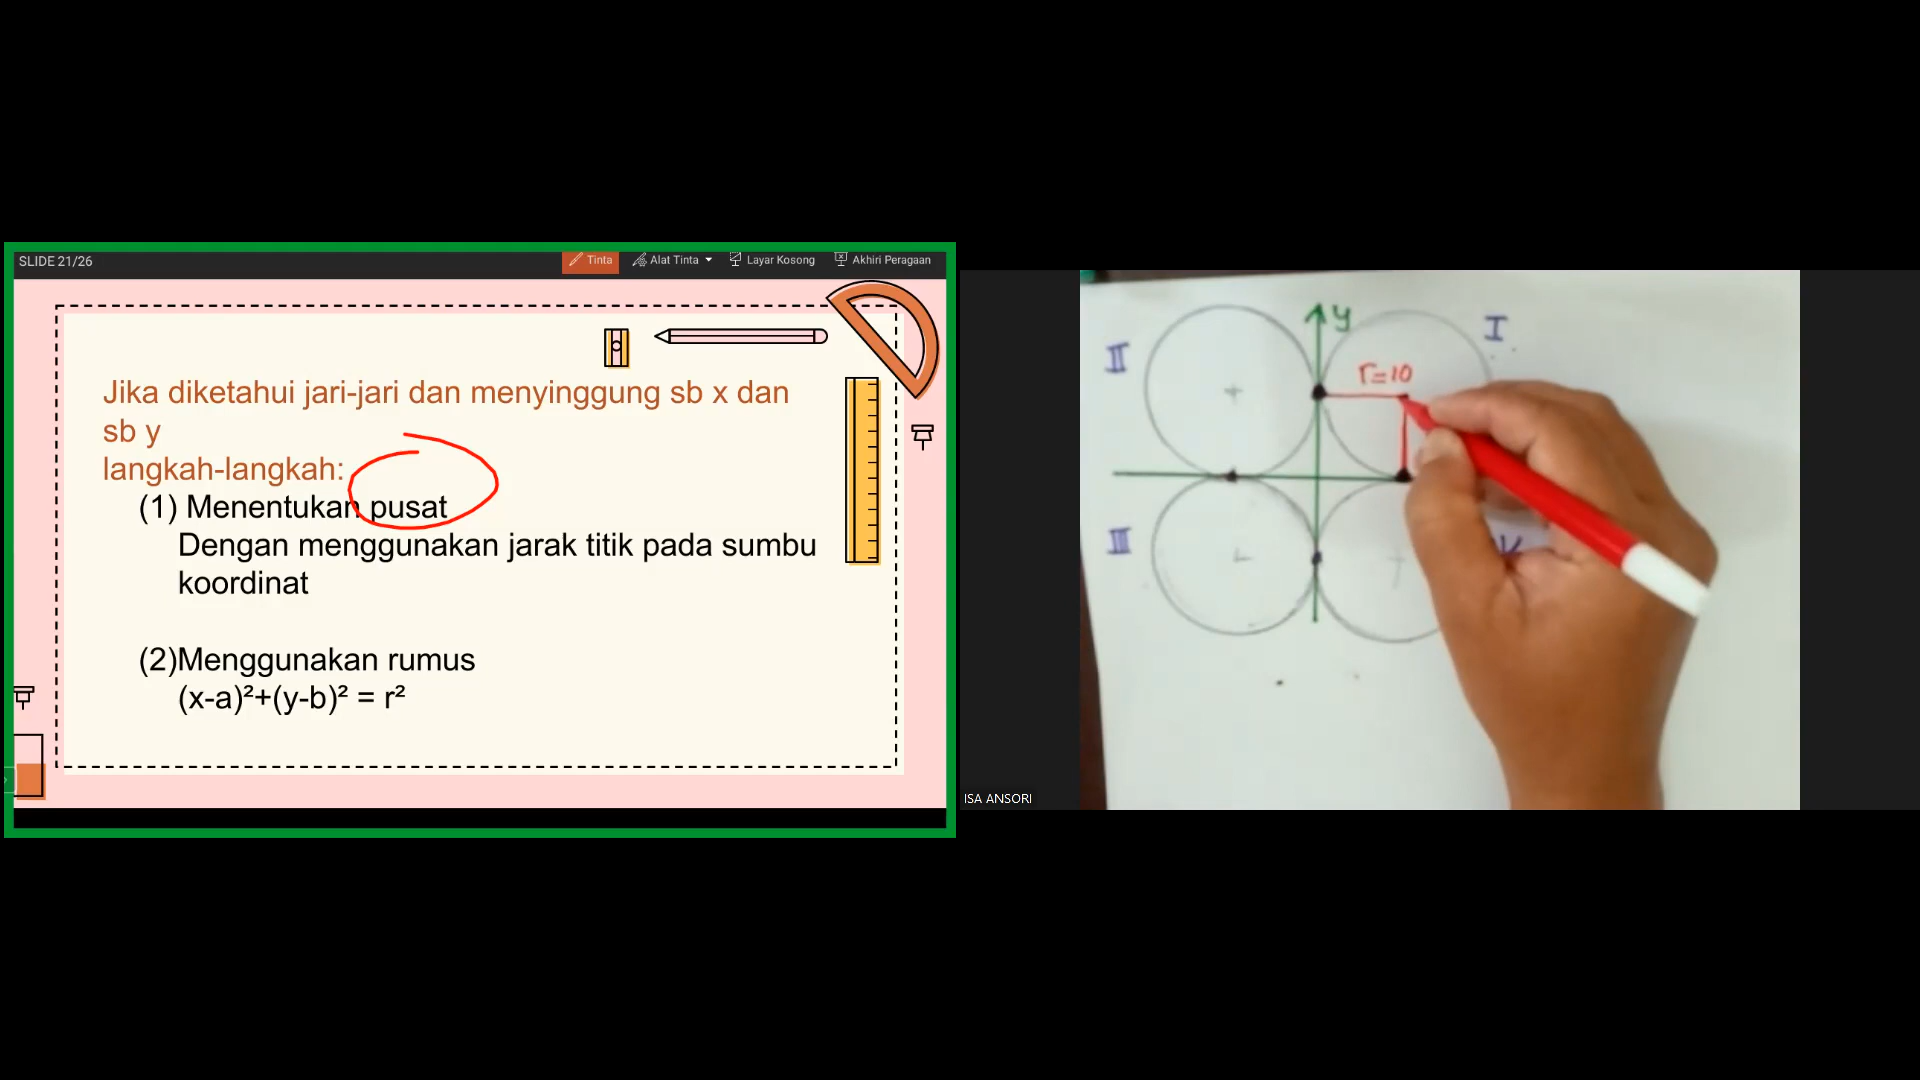 SLIDE 21/26
Tinta
Alat Tinta
Layar Kosong
Akhiri Peragaan
Jika diketahui jari-jari dan menyinggung sb x dan
sb y
langkah-langkah:
(1) Menentukan pusat
Dengan menggunakan jarak titik pada sumbu
koordinat
(2)Menggunakan rumus
(x-a)²+(y-b)² = r²
y
I
II
r=10
III
ISA ANSORI